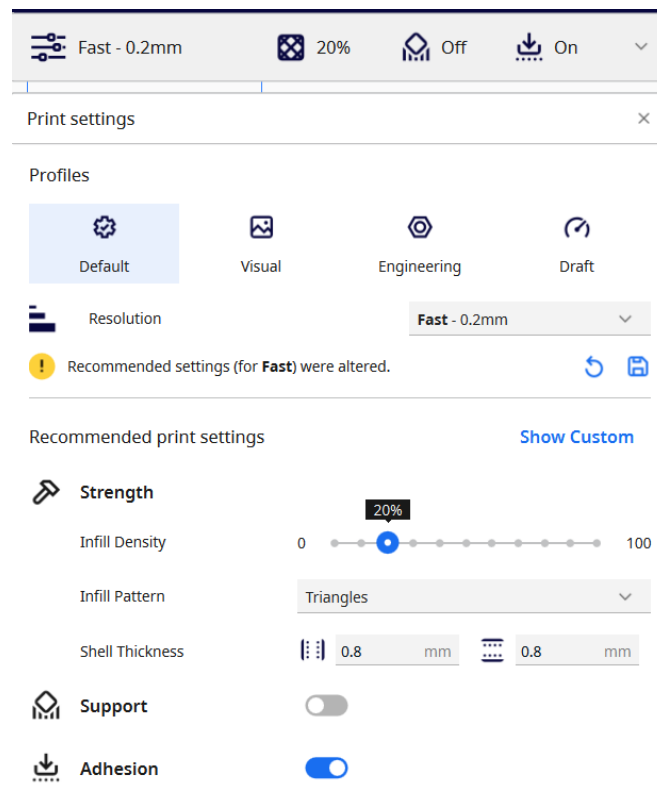 Fast - 0.2mm 20% Off On
Print settings
Profiles
Default Visual Engineering Draft
Resolution Fast - 0.2mm
! Recommended settings (for Fast) were altered.
Recommended print settings Show Custom
Strength
20%
Infill Density 0 100
Infill Pattern Triangles
Shell Thickness 0.8 mm 0.8 mm
Support
Adhesion